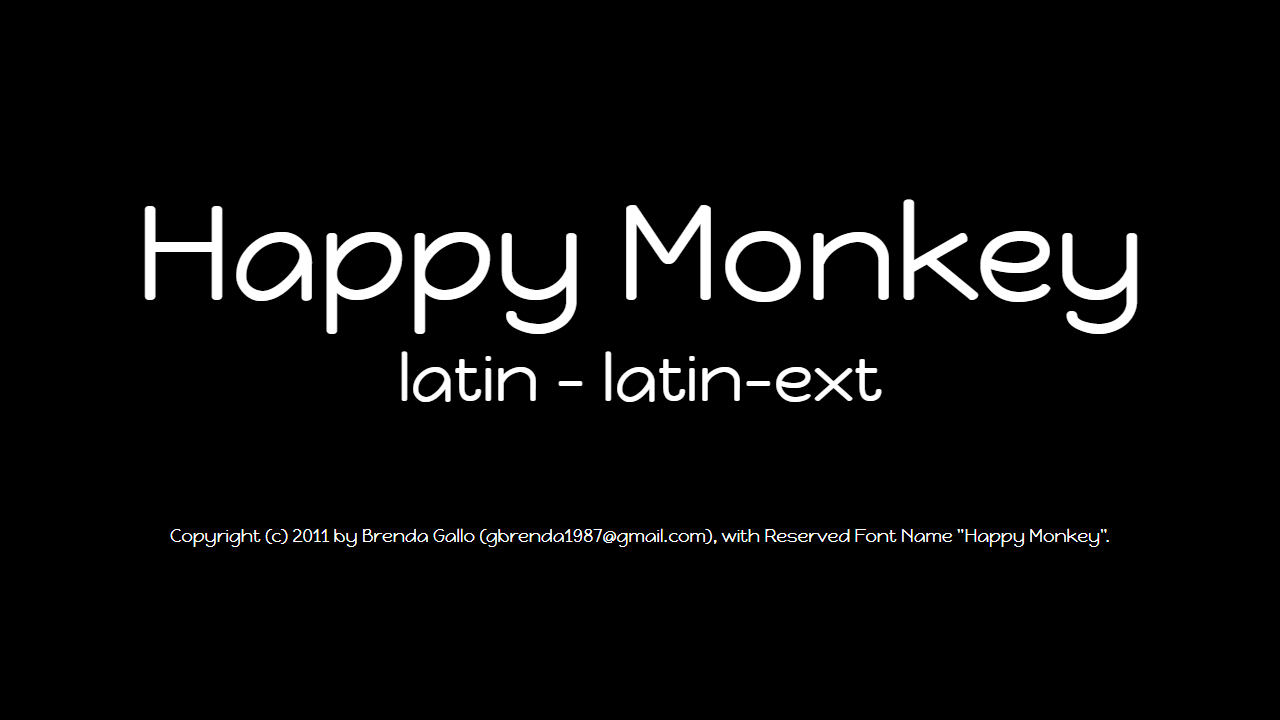 Happy Monkey
latin - latin-ext
Copyright (c) 2011 by Brenda Gallo (gbrenda1987@gmail.com), with Reserved Font Name "Happy Monkey".